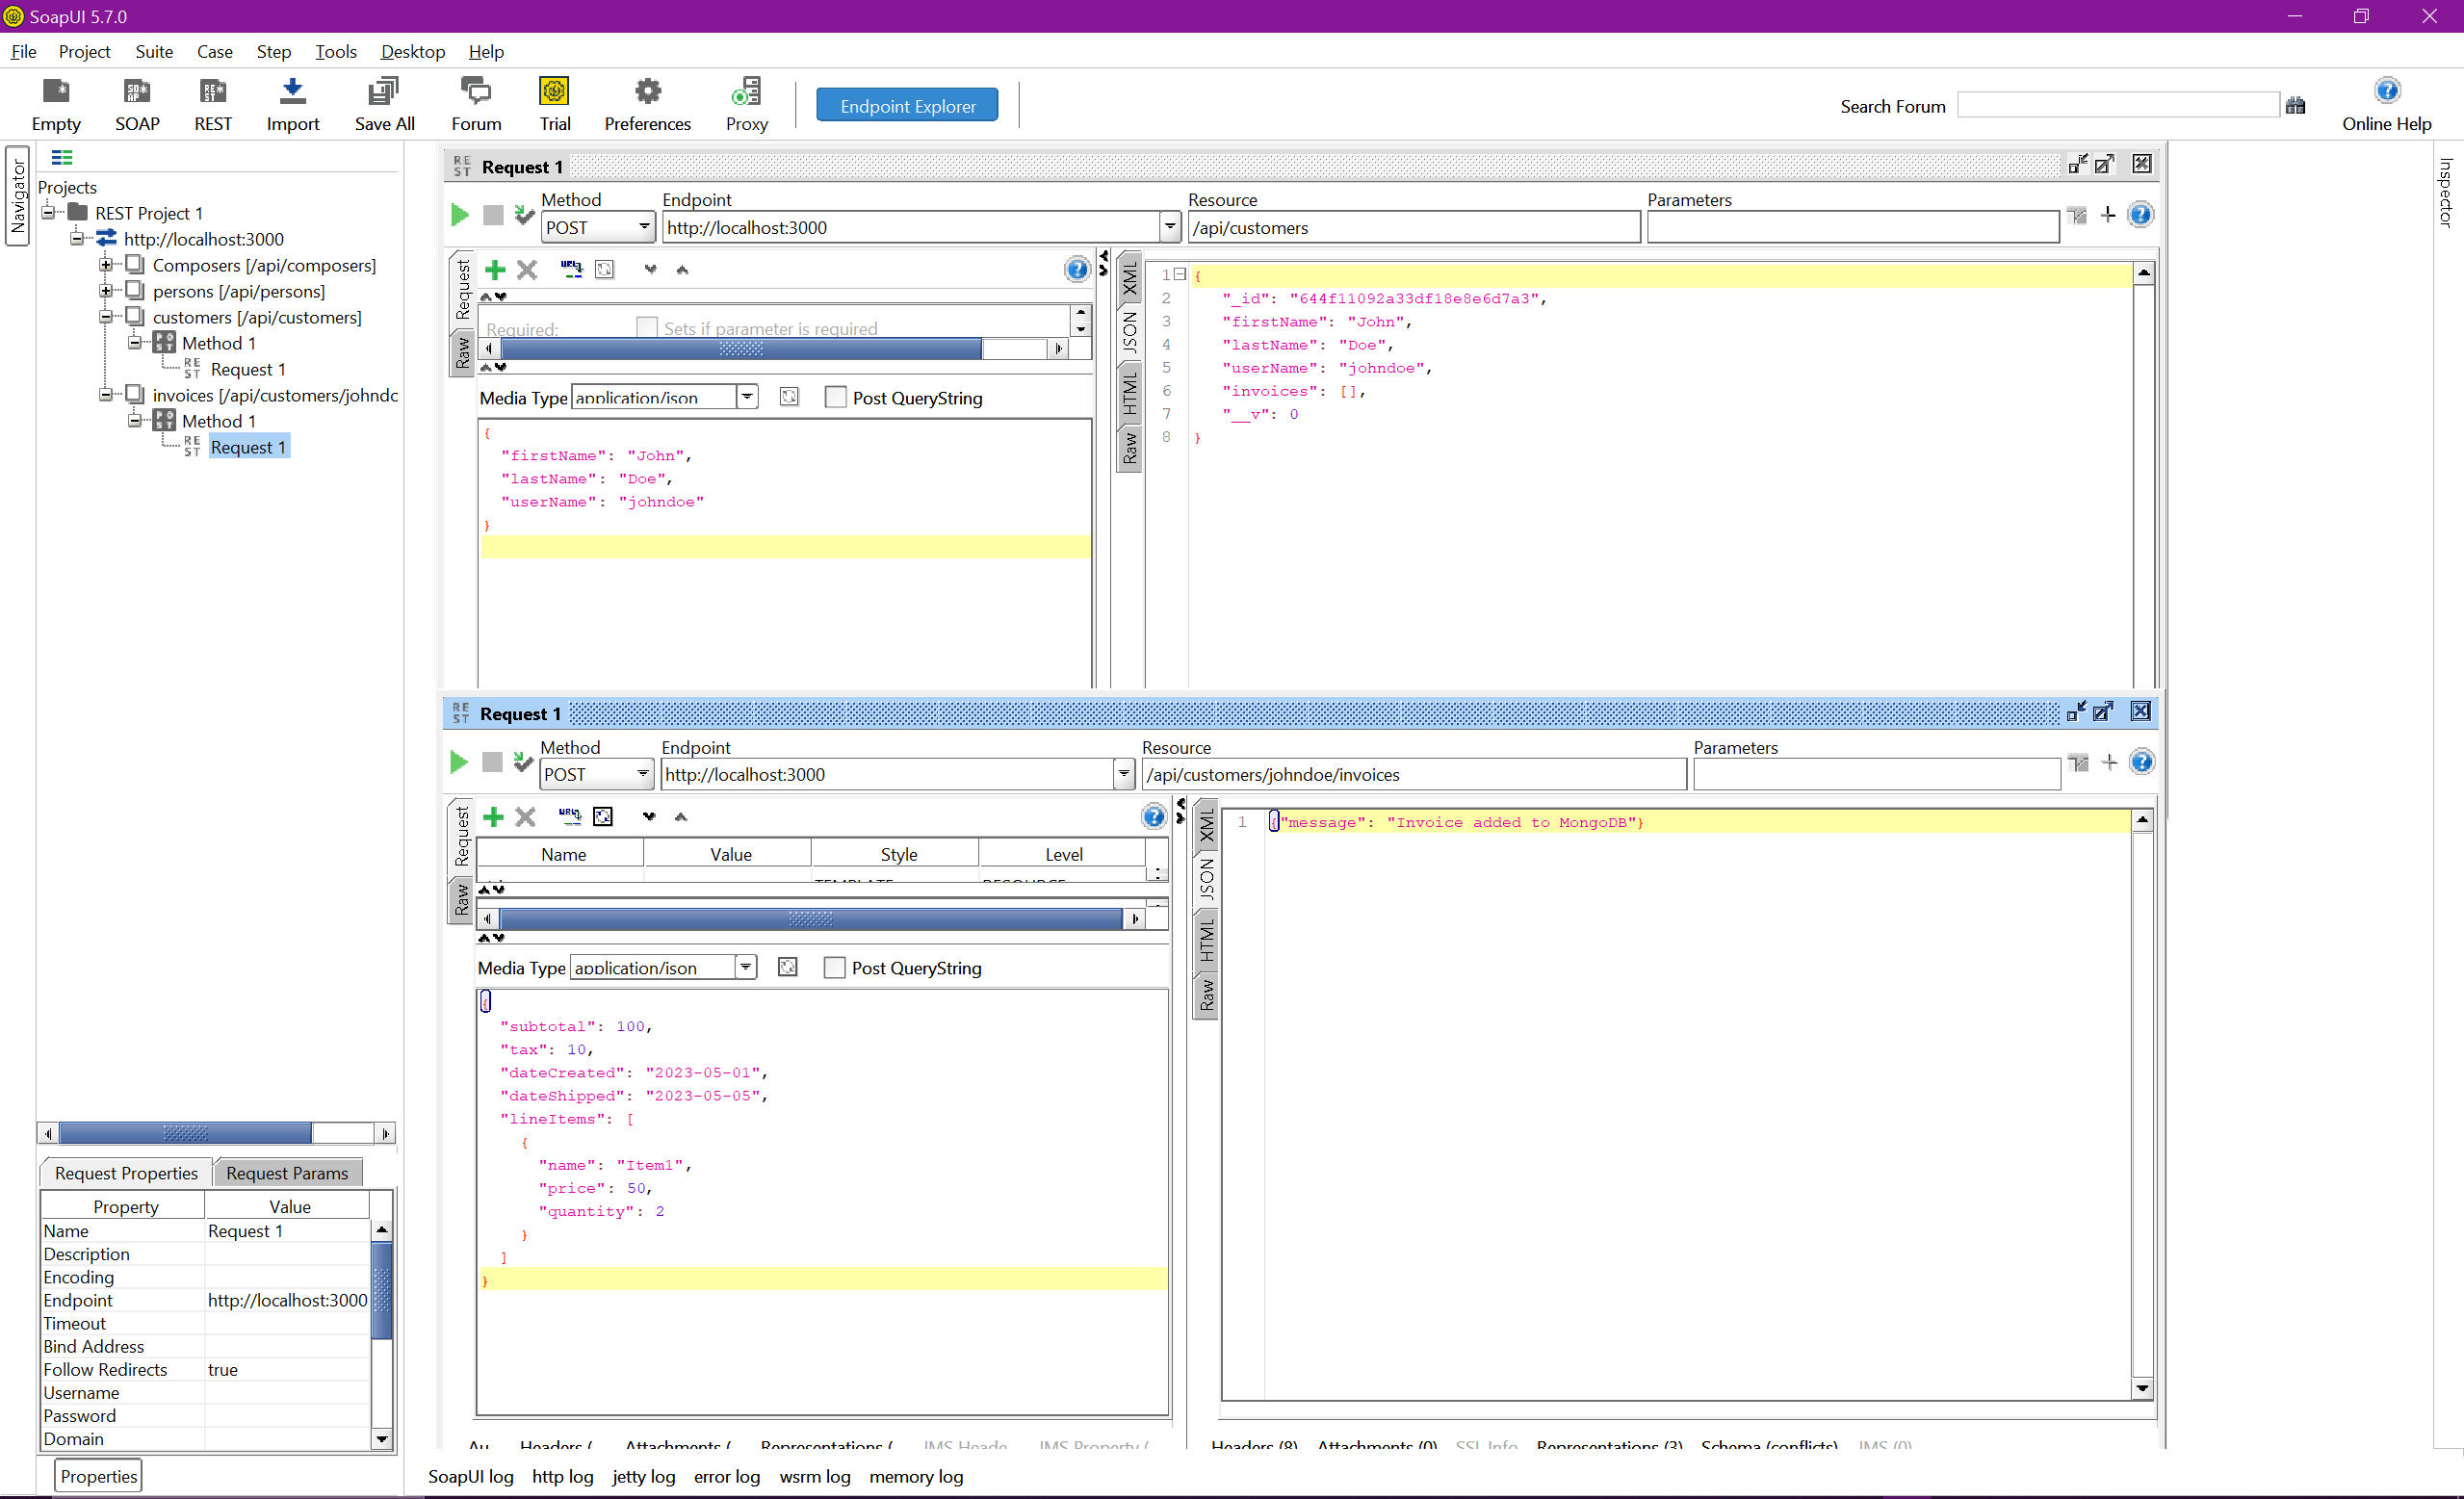 SoapUI 5.7.0
File Project Suite Case Step Tools Desktop Help
Empty SOAP REST Import Save All Forum Trial Preferences Proxy Endpoint Explorer Search Forum Online Help
Navigator
Projects
REST Project 1
http://localhost:3000
Composers [/api/composers]
persons [/api/persons]
customers [/api/customers]
Method 1
REST Request 1
invoices [/api/customers/johndc
Method 1
REST Request 1
Request Properties Request Params
Property Value
Name Request 1
Description
Encoding
Endpoint http://localhost:3000
Timeout
Bind Address
Follow Redirects true
Username
Password
Domain
Properties
REST Request 1
Method Endpoint Resource Parameters
POST http://localhost:3000 /api/customers
Request
Raw
Required: Sets if parameter is required
Media Type application/json Post QueryString
{
"firstName": "John",
"lastName": "Doe",
"userName": "johndoe"
}
XML
JSON
HTML
Raw
1 {
2 "_id": "644f11092a33df18e8e6d7a3",
3 "firstName": "John",
4 "lastName": "Doe",
5 "userName": "johndoe",
6 "invoices": [],
7 "__v": 0
8 }
REST Request 1
Method Endpoint Resource Parameters
POST http://localhost:3000 /api/customers/johndoe/invoices
Request
Raw
Name Value Style Level
TEMPLATE RESOURCE
Media Type application/json Post QueryString
{
"subtotal": 100,
"tax": 10,
"dateCreated": "2023-05-01",
"dateShipped": "2023-05-05",
"lineItems": [
{
"name": "Item1",
"price": 50,
"quantity": 2
}
]
}
XML
JSON
HTML
Raw
1 {"message": "Invoice added to MongoDB"}
Au Headers ( Attachments ( Representations ( JMS Heade JMS Property (
Headers (8) Attachments (0) SSL Info Representations (3) Schema (conflicts) JMS (0)
SoapUI log http log jetty log error log wsrm log memory log
Inspector